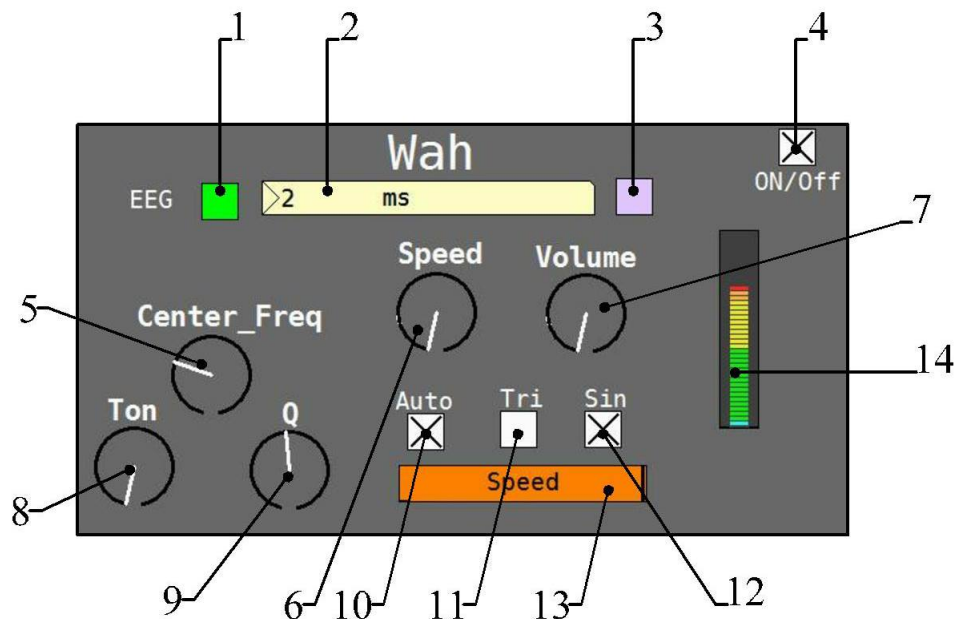 1 2 3 4
Wah
ON/Off
EEG 2 ms
7
Speed Volume
5
Center_Freq
14
Auto Tri Sin
Ton Q
Speed
8
9 6 10 11 13 12